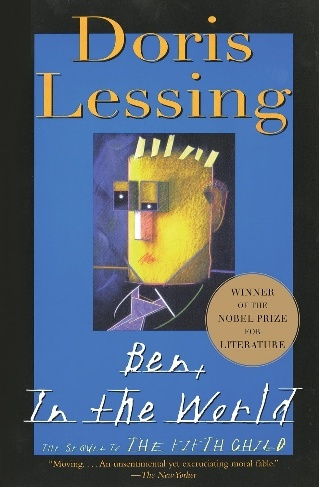 Doris
Lessing
WINNER
OF THE
NOBEL PRIZE
FOR
LITERATURE
Ben,
In the World
THE SEQUEL TO THE FIFTH CHILD
"Moving. . . . An unsentimental yet excruciating moral fable."
—The New Yorker